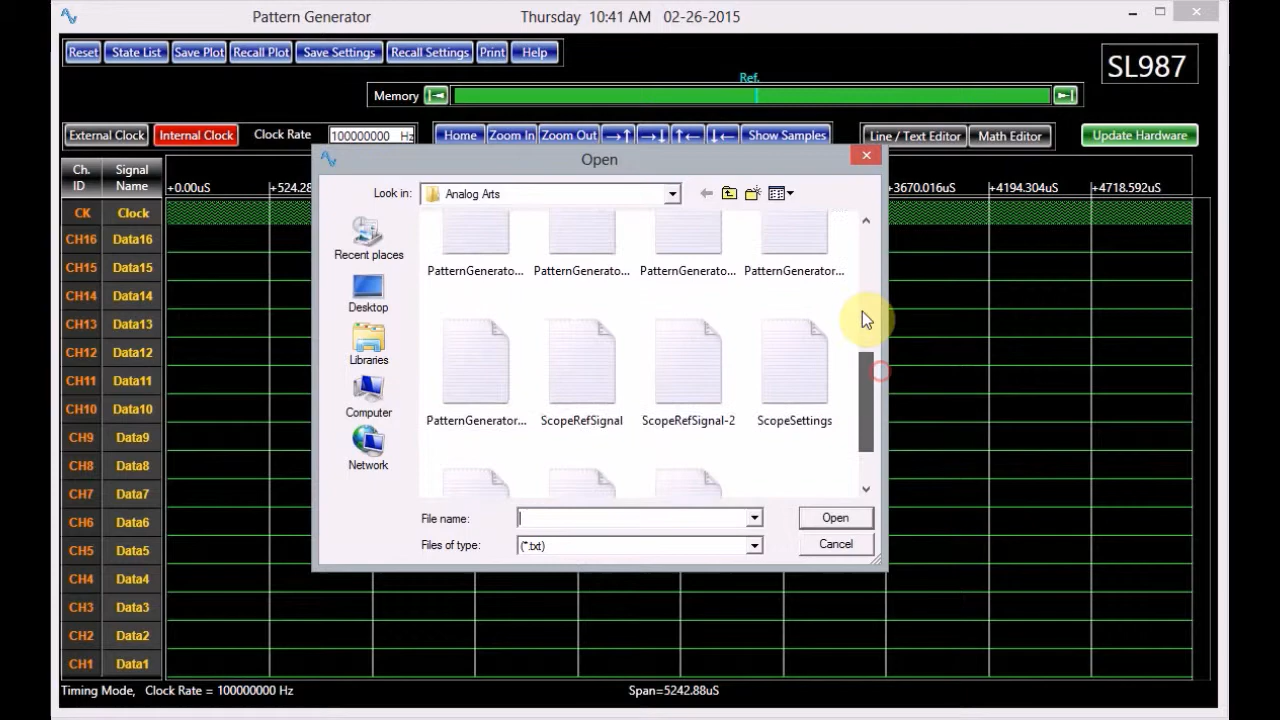 Pattern Generator Thursday 10:41 AM 02-26-2015
Reset State List Save Plot Recall Plot Save Settings Recall Settings Print Help
SL987
Ref.
Memory
External Clock Internal Clock Clock Rate 100000000 Hz Home Zoom In Zoom Out →↑ →↓ ↑← ↓← Show Samples Line / Text Editor Math Editor Update Hardware
Open
Ch. ID Signal Name
+0.00uS +524.28 +3670.016uS +4194.304uS +4718.592uS
Look in: Analog Arts
CK Clock
CH16 Data16
CH15 Data15
CH14 Data14
CH13 Data13
CH12 Data12
CH11 Data11
CH10 Data10
CH9 Data9
CH8 Data8
CH7 Data7
CH6 Data6
CH5 Data5
CH4 Data4
CH3 Data3
CH2 Data2
CH1 Data1
Recent places
Desktop
Libraries
Computer
Network
PatternGenerato... PatternGenerato... PatternGenerato... PatternGenerator...
PatternGenerator... ScopeRefSignal ScopeRefSignal-2 ScopeSettings
File name: Open
Files of type: (*.txt) Cancel
Timing Mode, Clock Rate = 100000000 Hz Span=5242.88uS